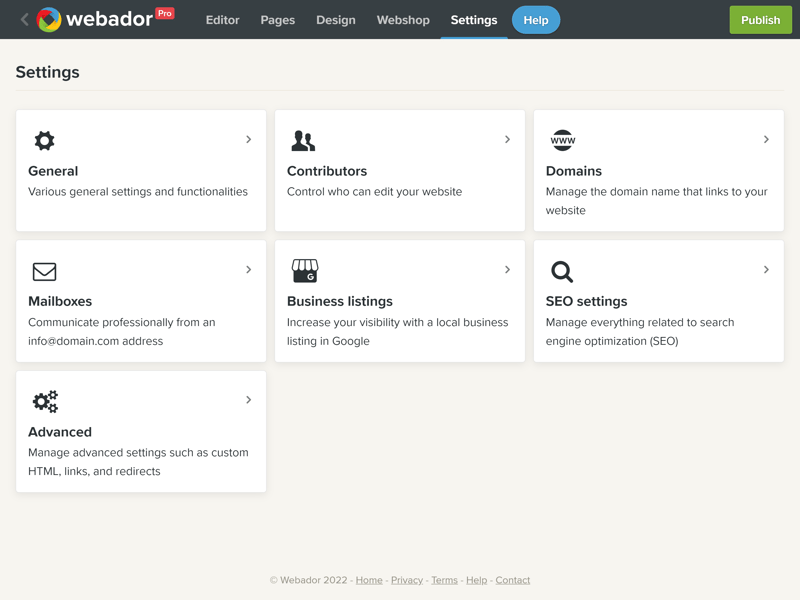 webador Pro Editor Pages Design Webshop Settings Help Publish
Settings
General
Various general settings and functionalities
Contributors
Control who can edit your website
www
Domains
Manage the domain name that links to your
website
Mailboxes
Communicate professionally from an
info@domain.com address
G
Business listings
Increase your visibility with a local business
listing in Google
SEO settings
Manage everything related to search
engine optimization (SEO)
Advanced
Manage advanced settings such as custom
HTML, links, and redirects
© Webador 2022 - Home - Privacy - Terms - Help - Contact